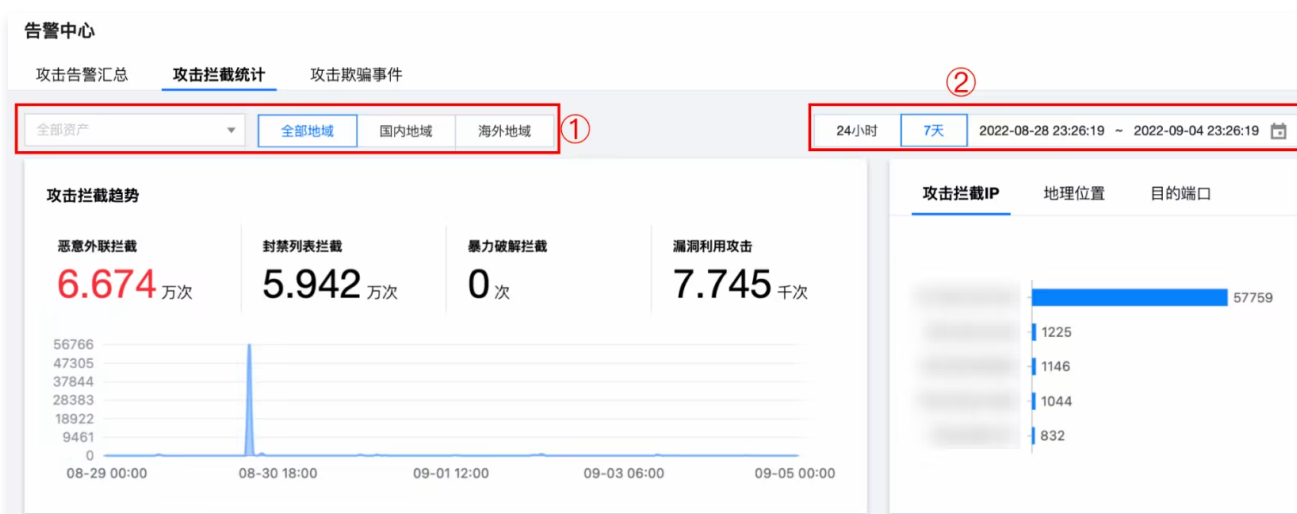 告警中心
攻击告警汇总 攻击拦截统计 攻击欺骗事件
②
全部资产 全部地域 国内地域 海外地域 ① 24小时 7天 2022-08-28 23:26:19 ~ 2022-09-04 23:26:19
攻击拦截趋势
恶意外联拦截 封禁列表拦截 暴力破解拦截 漏洞利用攻击
6.674 万次 5.942 万次 0 次 7.745 千次
56766
47305
37844
28383
18922
9461
0
08-29 00:00 08-30 18:00 09-01 12:00 09-03 06:00 09-05 00:00
攻击拦截IP 地理位置 目的端口
57759
1225
1146
1044
832